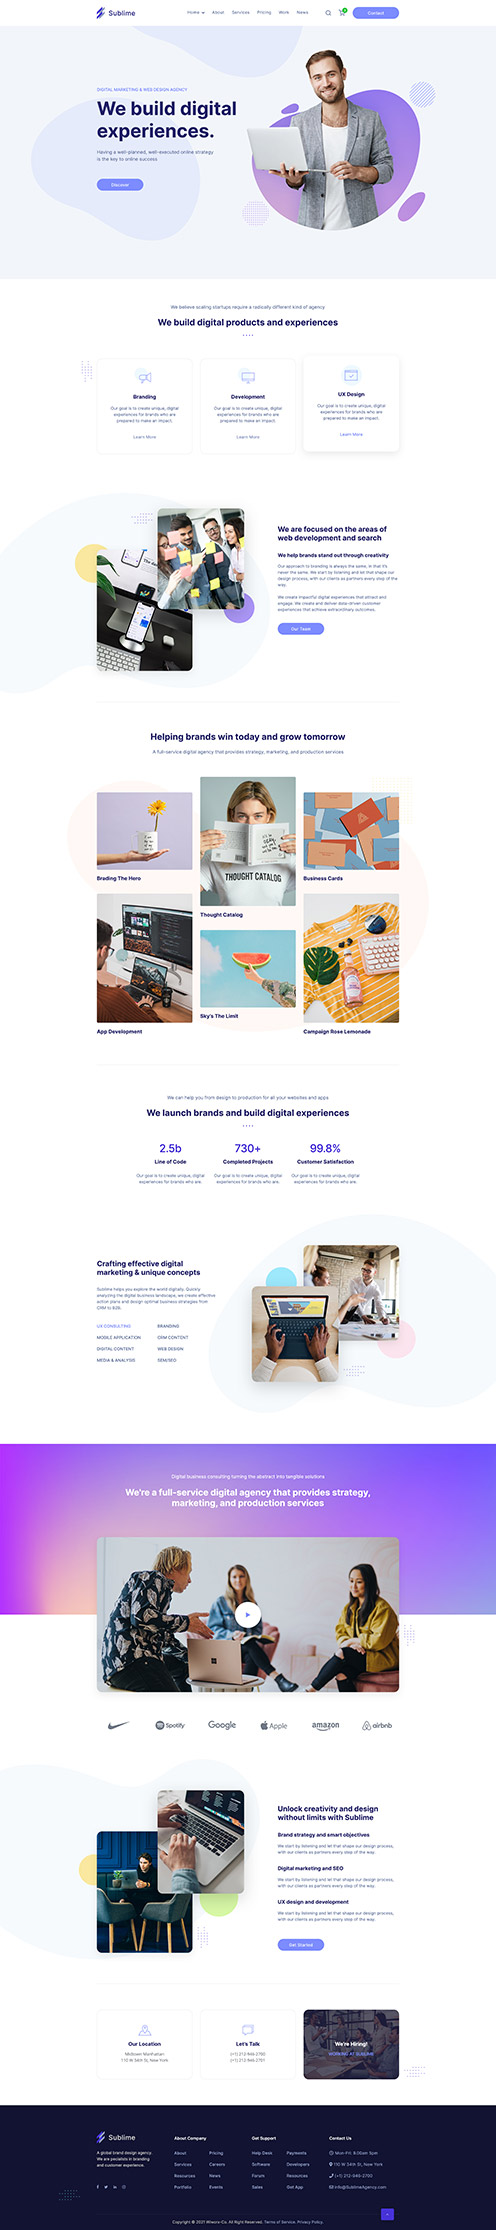 Sublime
Home
About
Services
Pricing
Work
News
Contact
DIGITAL MARKETING & WEB DESIGN AGENCY
We build digital
experiences.
Having a well-planned, well-executed online strategy
is the key to online success
Discover
We believe scaling startups require a radically different kind of agency
We build digital products and experiences
Branding
Our goal is to create unique, digital
experiences for brands who are
prepared to make an impact.
Learn More
Development
Our goal is to create unique, digital
experiences for brands who are
prepared to make an impact.
Learn More
UX Design
Our goal is to create unique, digital
experiences for brands who are
prepared to make an impact.
Learn More
We are focused on the areas of
web development and search
We help brands stand out through creativity
Our approach to branding is always the same, in that it's
never the same. We start by listening and let that shape our
design process, with our clients as partners every step of the
way.
We create impactful digital experiences that attract and
engage. We create and deliver data-driven customer
experiences that achieve extraordinary outcomes.
Our Team
Helping brands win today and grow tomorrow
A full-service digital agency that provides strategy, marketing, and production services
Brading The Hero
THOUGHT CATALOG
Thought Catalog
Business Cards
App Development
Sky's The Limit
Campaign Rose Lemonade
We can help you from design to production for all your websites and apps
We launch brands and build digital experiences
2.5b
Line of Code
Our goal is to create unique, digital
experiences for brands who are.
730+
Completed Projects
Our goal is to create unique, digital
experiences for brands who are.
99.8%
Customer Satisfaction
Our goal is to create unique, digital
experiences for brands who are.
Crafting effective digital
marketing & unique concepts
Sublime helps you explore the world digitally. Quickly
analyzing the digital business landscape, we create effective
action plans and design optimal business strategies from
CRM to B2B.
UX CONSULTING
BRANDING
MOBILE APPLICATION
CRM CONTENT
DIGITAL CONTENT
WEB DESIGN
MEDIA & ANALYSIS
SEM/SEO
Digital business consulting turning the abstract into tangible solutions
We're a full-service digital agency that provides strategy,
marketing, and production services
Spotify
Google
Apple
amazon
airbnb
Unlock creativity and design
without limits with Sublime
Brand strategy and smart objectives
We start by listening and let that shape our design process,
with our clients as partners every step of the way.
Digital marketing and SEO
We start by listening and let that shape our design process,
with our clients as partners every step of the way.
UX design and development
We start by listening and let that shape our design process,
with our clients as partners every step of the way.
Get Started
Our Location
Midtown Manhattan
110 W 34th St, New York
Let's Talk
(+1) 212-946-2700
(+1) 212-946-2701
We're Hiring!
WORKING AT SUBLIME
Sublime
A global brand design agency.
We are pecialists in branding
and customer experience.
About Company
About
Pricing
Services
Careers
Resources
News
Portfolio
Events
Get Support
Help Desk
Payments
Software
Developers
Forum
Resources
Sales
Get App
Contact Us
Mon-Fri: 9.00am 5pm
110 W 34th St, New York
(+1) 212-946-2700
info@SublimeAgency.com
Copyright © 2021 Wiscoro-Co. All Right Reserved. Terms of Service. Privacy Policy.